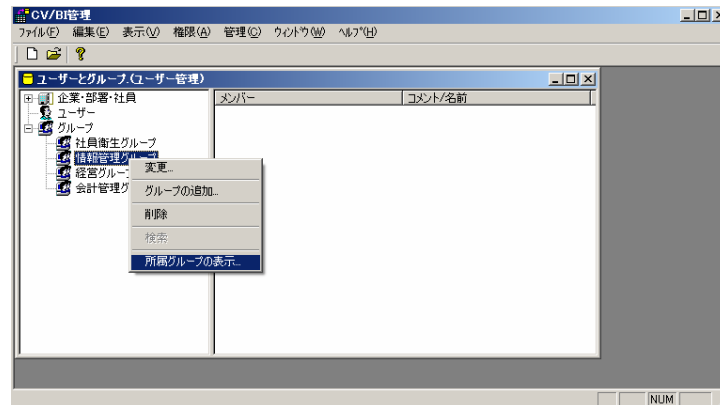 CV/BI管理
ファイル(F) 編集(E) 表示(V) 権限(A) 管理(C) ウィンドウ(W) ヘルプ(H)
ユーザーとグループ.(ユーザー管理)
企業・部署・社員
ユーザー
グループ
社員衛生グループ
情報管理グループ
経営グルー
会計管理グ
メンバー コメント/名前
変更...
グループの追加...
削除
検索
所属グループの表示...
NUM